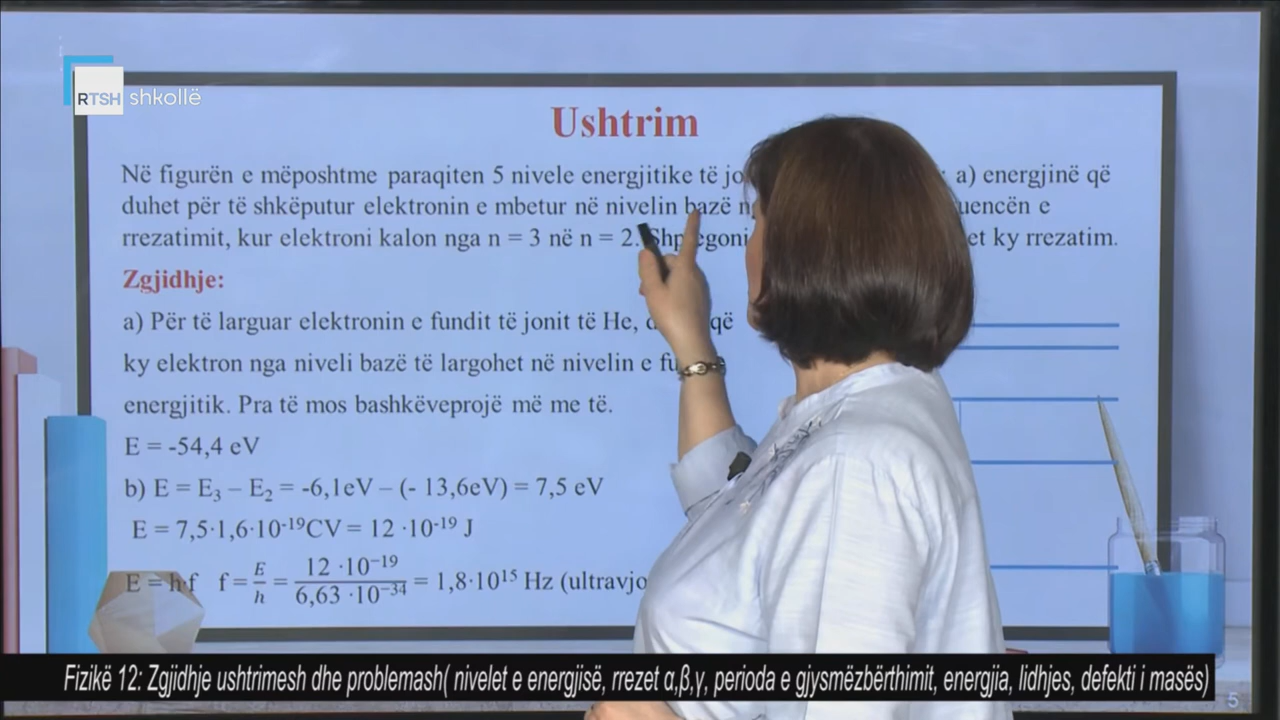 RTSH shkollë
Ushtrim
Në figurën e mëposhtme paraqiten 5 nivele energjitike të a) energjinë që
duhet për të shkëputur elektronin e mbetur në nivelin bazë
rrezatimit, kur elektroni kalon nga n = 3 në n = 2. ky rrezatim.
Zgjidhje:
a) Për të larguar elektronin e fundit të jonit të He, që
ky elektron nga niveli bazë të largohet në nivelin e
energjitik. Pra të mos bashkëveprojë më me të.
E = -54,4 eV
b) E = E₃ – E₂ = -6,1eV – (- 13,6eV) = 7,5 eV
E = 7,5·1,6·10⁻¹⁹CV = 12 ·10⁻¹⁹ J
E = h·f f = E/h = 12 ·10⁻¹⁹ / 6,63 ·10⁻³⁴ = 1,8·10¹⁵ Hz
Fizikë 12: Zgjidhje ushtrimesh dhe problemash( nivelet e energjisë, rrezet α,β,γ, perioda e gjysmëzbërthimit, energjia, lidhjes, defekti i masës)
5